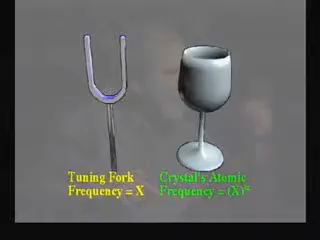 Tuning Fork
Frequency = X
Crystal's Atomic
Frequency = (X)ⁿ